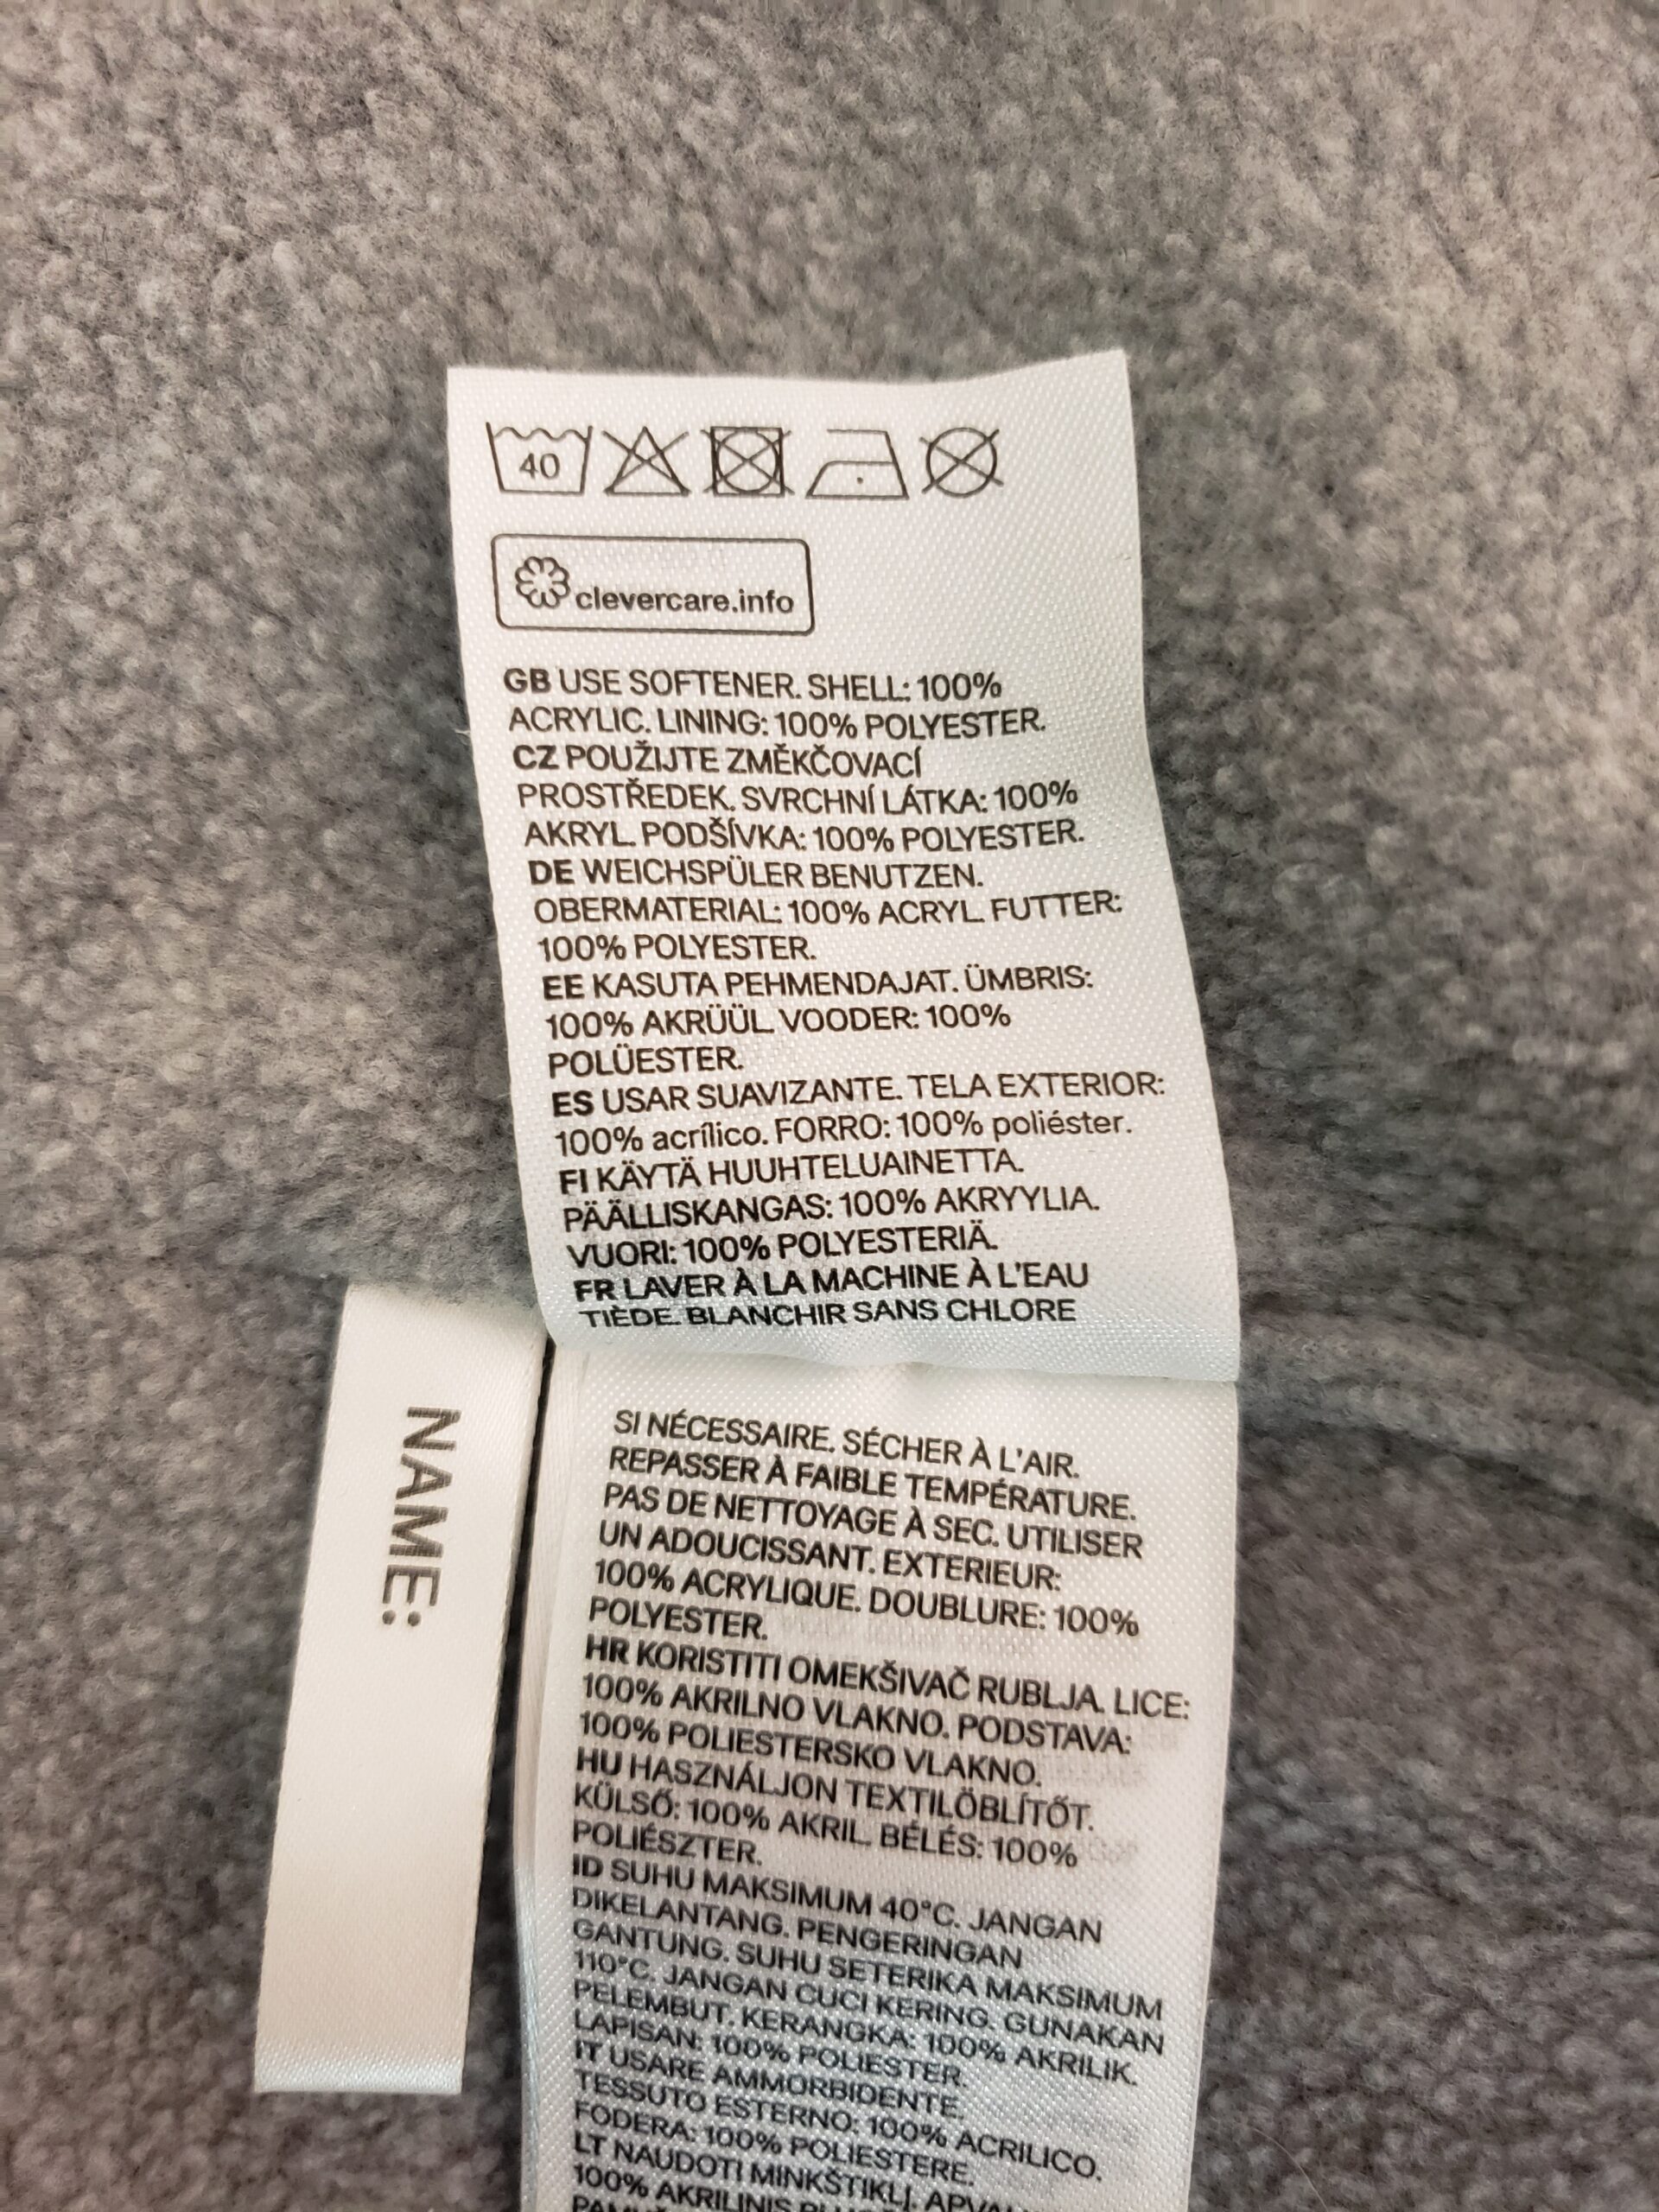 40
clevercare.info
GB USE SOFTENER. SHELL: 100%
ACRYLIC. LINING: 100% POLYESTER.
CZ POUŽIJTE ZMĚKČOVACÍ
PROSTŘEDEK. SVRCHNÍ LÁTKA: 100%
AKRYL. PODŠÍVKA: 100% POLYESTER.
DE WEICHSPÜLER BENUTZEN.
OBERMATERIAL: 100% ACRYL. FUTTER:
100% POLYESTER.
EE KASUTA PEHMENDAJAT. ÜMBRIS:
100% AKRÜÜL. VOODER: 100%
POLÜESTER.
ES USAR SUAVIZANTE. TELA EXTERIOR:
100% acrílico. FORRO: 100% poliéster.
FI KÄYTÄ HUUHTELUAINETTA.
PÄÄLLISKANGAS: 100% AKRYYLIA.
VUORI: 100% POLYESTERIÄ.
FR LAVER À LA MACHINE À L'EAU
TIÈDE. BLANCHIR SANS CHLORE
SI NÉCESSAIRE. SÉCHER À L'AIR.
REPASSER À FAIBLE TEMPÉRATURE.
PAS DE NETTOYAGE À SEC. UTILISER
UN ADOUCISSANT. EXTERIEUR:
100% ACRYLIQUE. DOUBLURE: 100%
POLYESTER.
HR KORISTITI OMEKŠIVAČ RUBLJA. LICE:
100% AKRILNO VLAKNO. PODSTAVA:
100% POLIESTERSKO VLAKNO.
HU HASZNÁLJON TEXTILÖBLÍTŐT.
KÜLSŐ: 100% AKRIL. BÉLÉS: 100%
POLIÉSZTER.
ID SUHU MAKSIMUM 40°C. JANGAN
DIKELANTANG. PENGERINGAN
GANTUNG. SUHU SETERIKA MAKSIMUM
110°C. JANGAN CUCI KERING. GUNAKAN
PELEMBUT. KERANGKA: 100% AKRILIK.
LAPISAN: 100% POLIESTER.
IT USARE AMMORBIDENTE.
TESSUTO ESTERNO: 100% ACRILICO.
FODERA: 100% POLIESTERE.
LT NAUDOTI MINKŠTIKLĮ.
100% AKRILINIS
NAME: